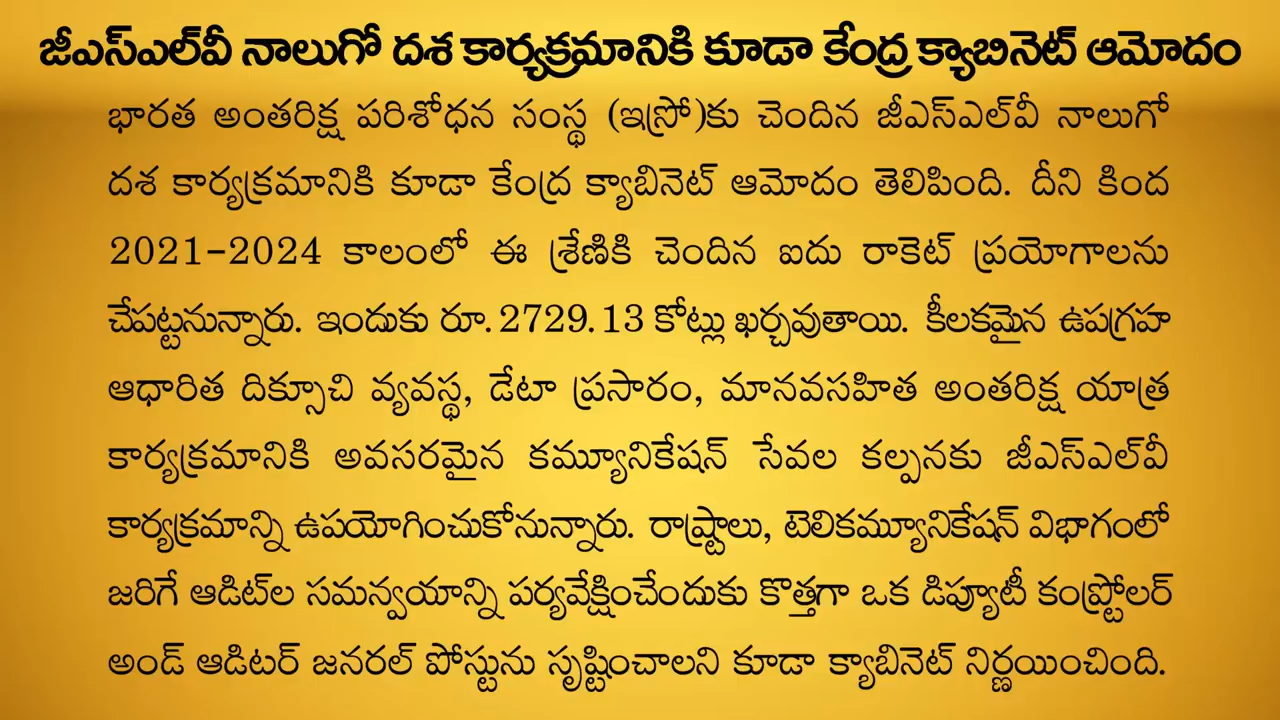 జీఎస్ఎల్‌వీ నాలుగో దశ కార్యక్రమానికి కూడా కేంద్ర క్యాబినెట్ ఆమోదం
భారత అంతరిక్ష పరిశోధన సంస్థ (ఇస్రో)కు చెందిన జీఎస్ఎల్‌వీ నాలుగో
దశ కార్యక్రమానికి కూడా కేంద్ర క్యాబినెట్ ఆమోదం తెలిపింది. దీని కింద
2021-2024 కాలంలో ఈ శ్రేణికి చెందిన ఐదు రాకెట్ ప్రయోగాలను
చేపట్టనున్నారు. ఇందుకు రూ.2729.13 కోట్లు ఖర్చవుతాయి. కీలకమైన ఉపగ్రహ
ఆధారిత దిక్సూచి వ్యవస్థ, డేటా ప్రసారం, మానవసహిత అంతరిక్ష యాత్ర
కార్యక్రమానికి అవసరమైన కమ్యూనికేషన్ సేవల కల్పనకు జీఎస్ఎల్‌వీ
కార్యక్రమాన్ని ఉపయోగించుకోనున్నారు. రాష్ట్రాలు, టెలికమ్యూనికేషన్ విభాగంలో
జరిగే ఆడిట్‌ల సమన్వయాన్ని పర్యవేక్షించేందుకు కొత్తగా ఒక డిప్యూటీ కంప్ట్రోలర్
అండ్ ఆడిటర్ జనరల్ పోస్టును సృష్టించాలని కూడా క్యాబినెట్ నిర్ణయించింది.